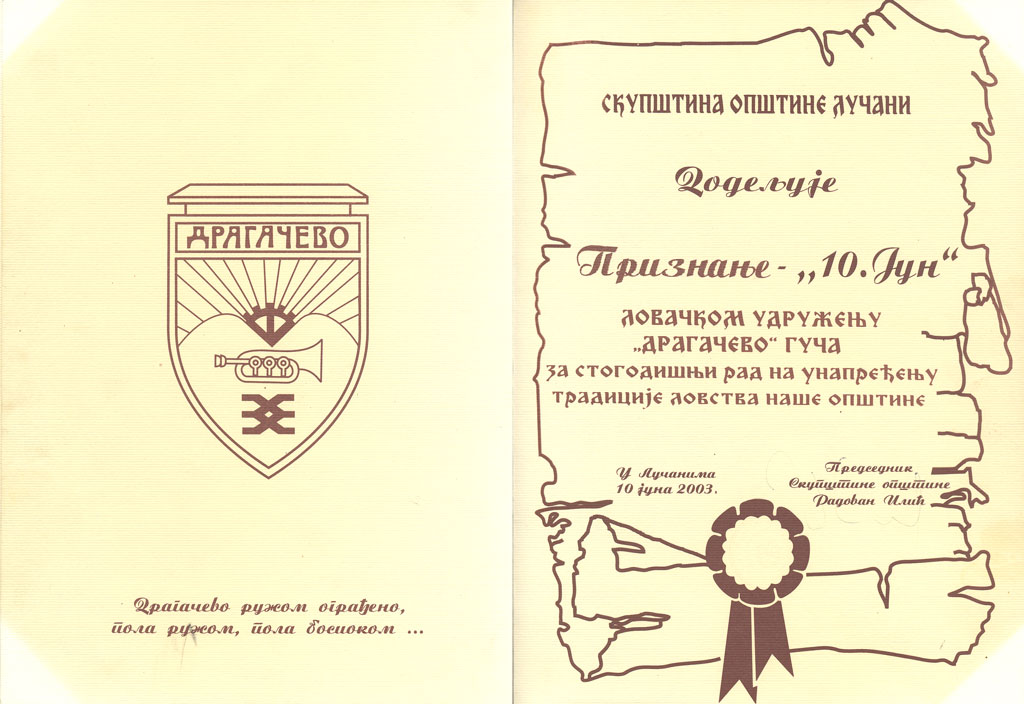 ДРАГАЧЕВО
Драгачево ружом ограђено,
пола ружом, пола босиоком ...
СКУПШТИНА ОПШТИНЕ ЛУЧАНИ
Додељује
Признање - „10. Јун“
ЛОВАЧКОМ УДРУЖЕЊУ
„ДРАГАЧЕВО“ ГУЧА
ЗА СТОГОДИШЊИ РАД НА УНАПРЕЂЕЊУ
ТРАДИЦИЈЕ ЛОВСТВА НАШЕ ОПШТИНЕ
У Лучанима
10 јуна 2003.
Председник
Скупштине општине
Радован Илић